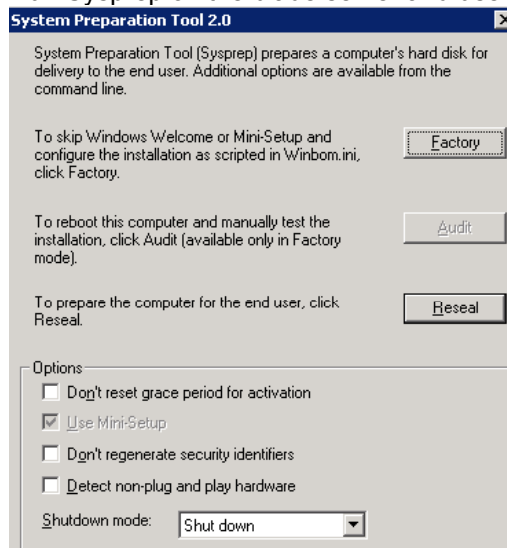 System Preparation Tool 2.0
System Preparation Tool (Sysprep) prepares a computer's hard disk for
delivery to the end user. Additional options are available from the
command line.
To skip Windows Welcome or Mini-Setup and
configure the installation as scripted in Winbom.ini,
click Factory.
Factory
To reboot this computer and manually test the
installation, click Audit (available only in Factory
mode).
Audit
To prepare the computer for the end user, click
Reseal.
Reseal
Options
Don't reset grace period for activation
Use Mini-Setup
Don't regenerate security identifiers
Detect non-plug and play hardware
Shutdown mode: Shut down